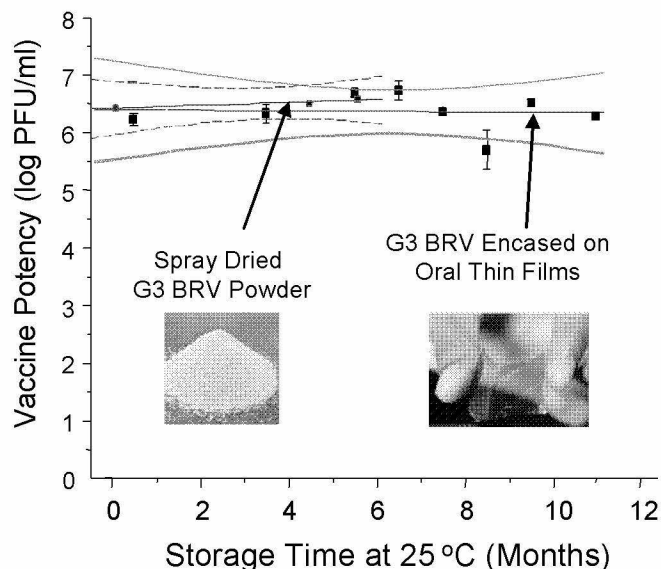 8
7
6
5
4
3
2
1
0
Vaccine Potency (log PFU/ml)
Spray Dried
G3 BRV Powder
G3 BRV Encased on
Oral Thin Films
0 2 4 6 8 10 12
Storage Time at 25 °C (Months)